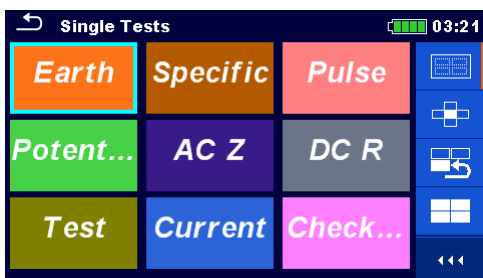 Single Tests 03:21
Earth Specific Pulse
Potent... AC Z DC R
Test Current Check...